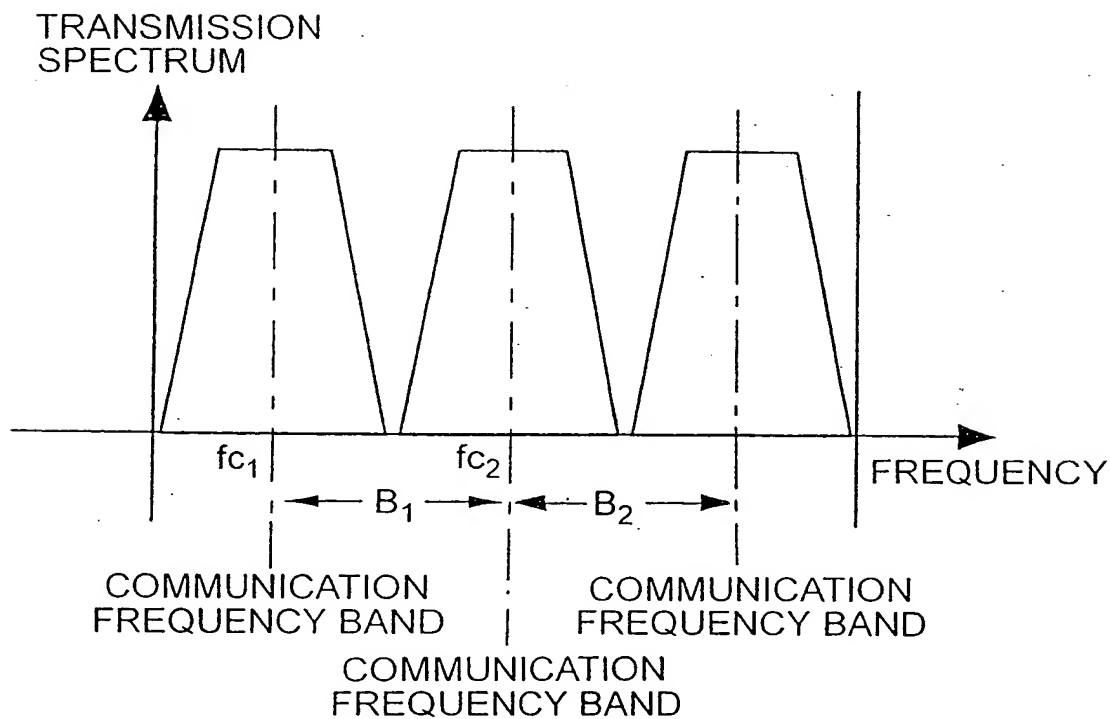 TRANSMISSION
SPECTRUM
fc₁
fc₂
FREQUENCY
B₁
B₂
COMMUNICATION
FREQUENCY BAND
COMMUNICATION
FREQUENCY BAND
COMMUNICATION
FREQUENCY BAND